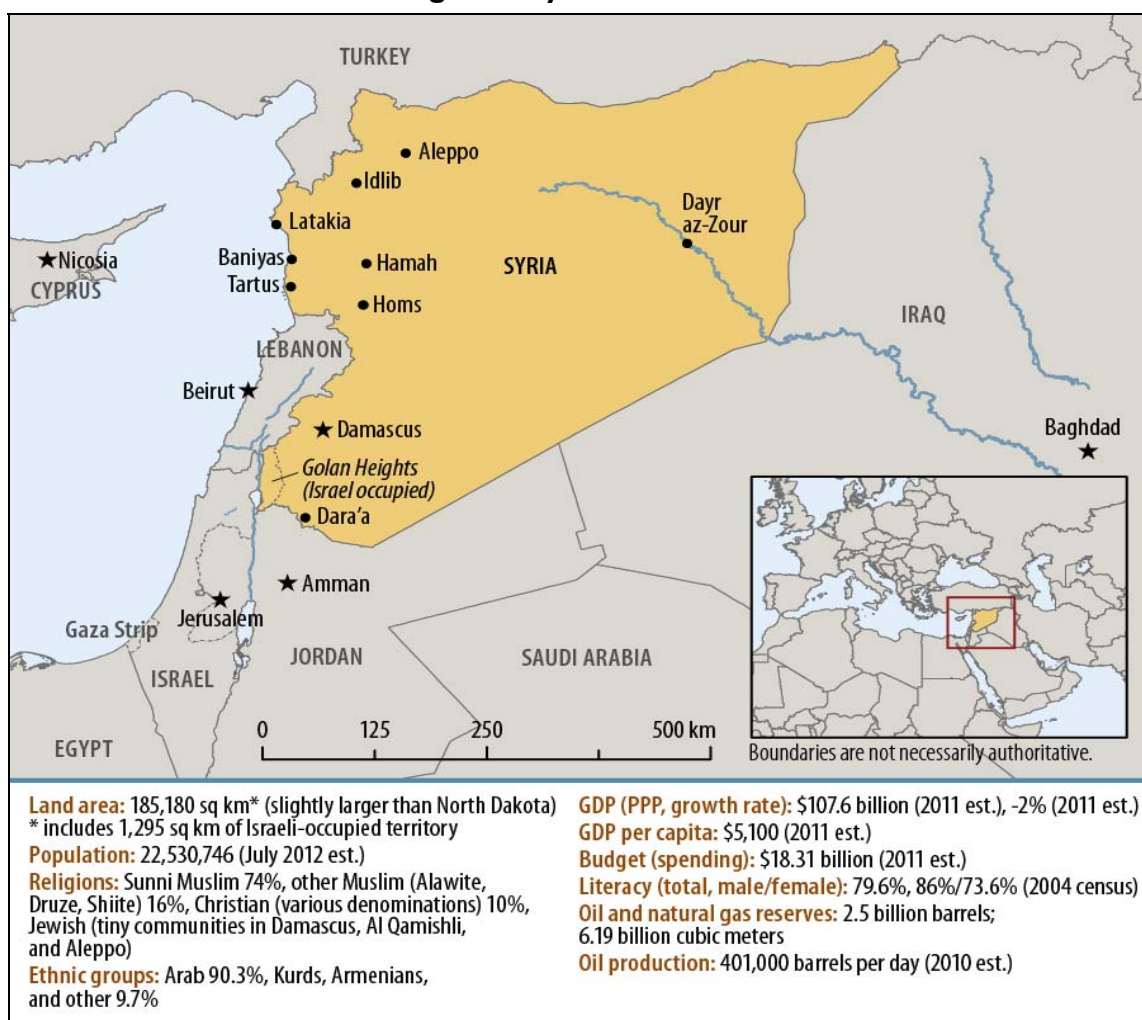 TURKEY
Aleppo
Idlib
Latakia
Dayr
az-Zour
Baniyas
Hamah
SYRIA
Nicosia
CYPRUS
Tartus
Homs
IRAQ
LEBANON
Beirut
Damascus
Baghdad
Golan Heights
(Israel occupied)
Dara'a
Amman
Jerusalem
Gaza Strip
JORDAN
SAUDI ARABIA
ISRAEL
EGYPT
0 125 250 500 km
Boundaries are not necessarily authoritative.
Land area: 185,180 sq km* (slightly larger than North Dakota)
* includes 1,295 sq km of Israeli-occupied territory
Population: 22,530,746 (July 2012 est.)
Religions: Sunni Muslim 74%, other Muslim (Alawite,
Druze, Shiite) 16%, Christian (various denominations) 10%,
Jewish (tiny communities in Damascus, Al Qamishli,
and Aleppo)
Ethnic groups: Arab 90.3%, Kurds, Armenians,
and other 9.7%
GDP (PPP, growth rate): $107.6 billion (2011 est.), -2% (2011 est.)
GDP per capita: $5,100 (2011 est.)
Budget (spending): $18.31 billion (2011 est.)
Literacy (total, male/female): 79.6%, 86%/73.6% (2004 census)
Oil and natural gas reserves: 2.5 billion barrels;
6.19 billion cubic meters
Oil production: 401,000 barrels per day (2010 est.)